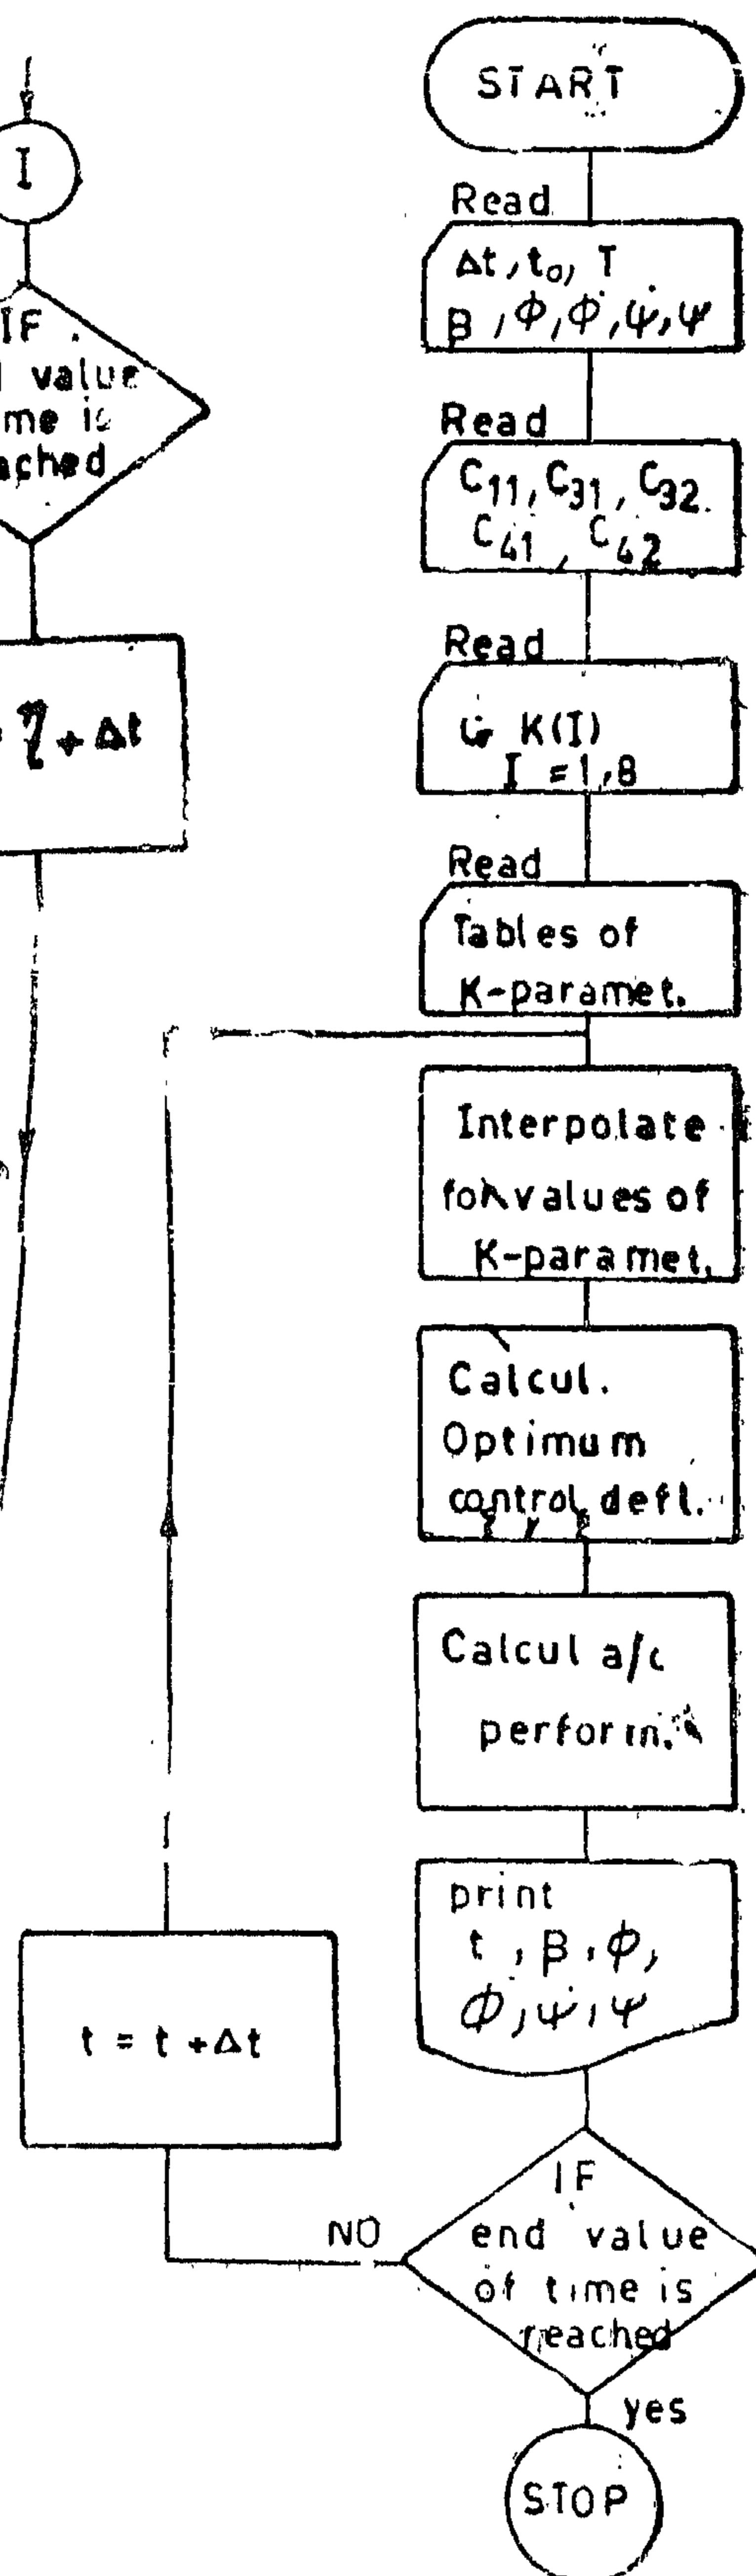 I
IF
value
me is
ached
η + Δt
START
Read
Δt, t₀, T
β, ϕ, ϕ̇, ψ̇, ψ
Read
C₁₁, C₃₁, C₃₂
C₄₁, C₄₂
Read
K(I)
I = 1,8
Read
Tables of
K-paramet.
Interpolate
for values of
K-paramet.
Calcul.
Optimum
control defl.
Calcul a/c
perform.
print
t, β, ϕ,
ϕ̇, ψ̇, ψ
t = t + Δt
IF
NO
end value
of time is
reached
yes
STOP